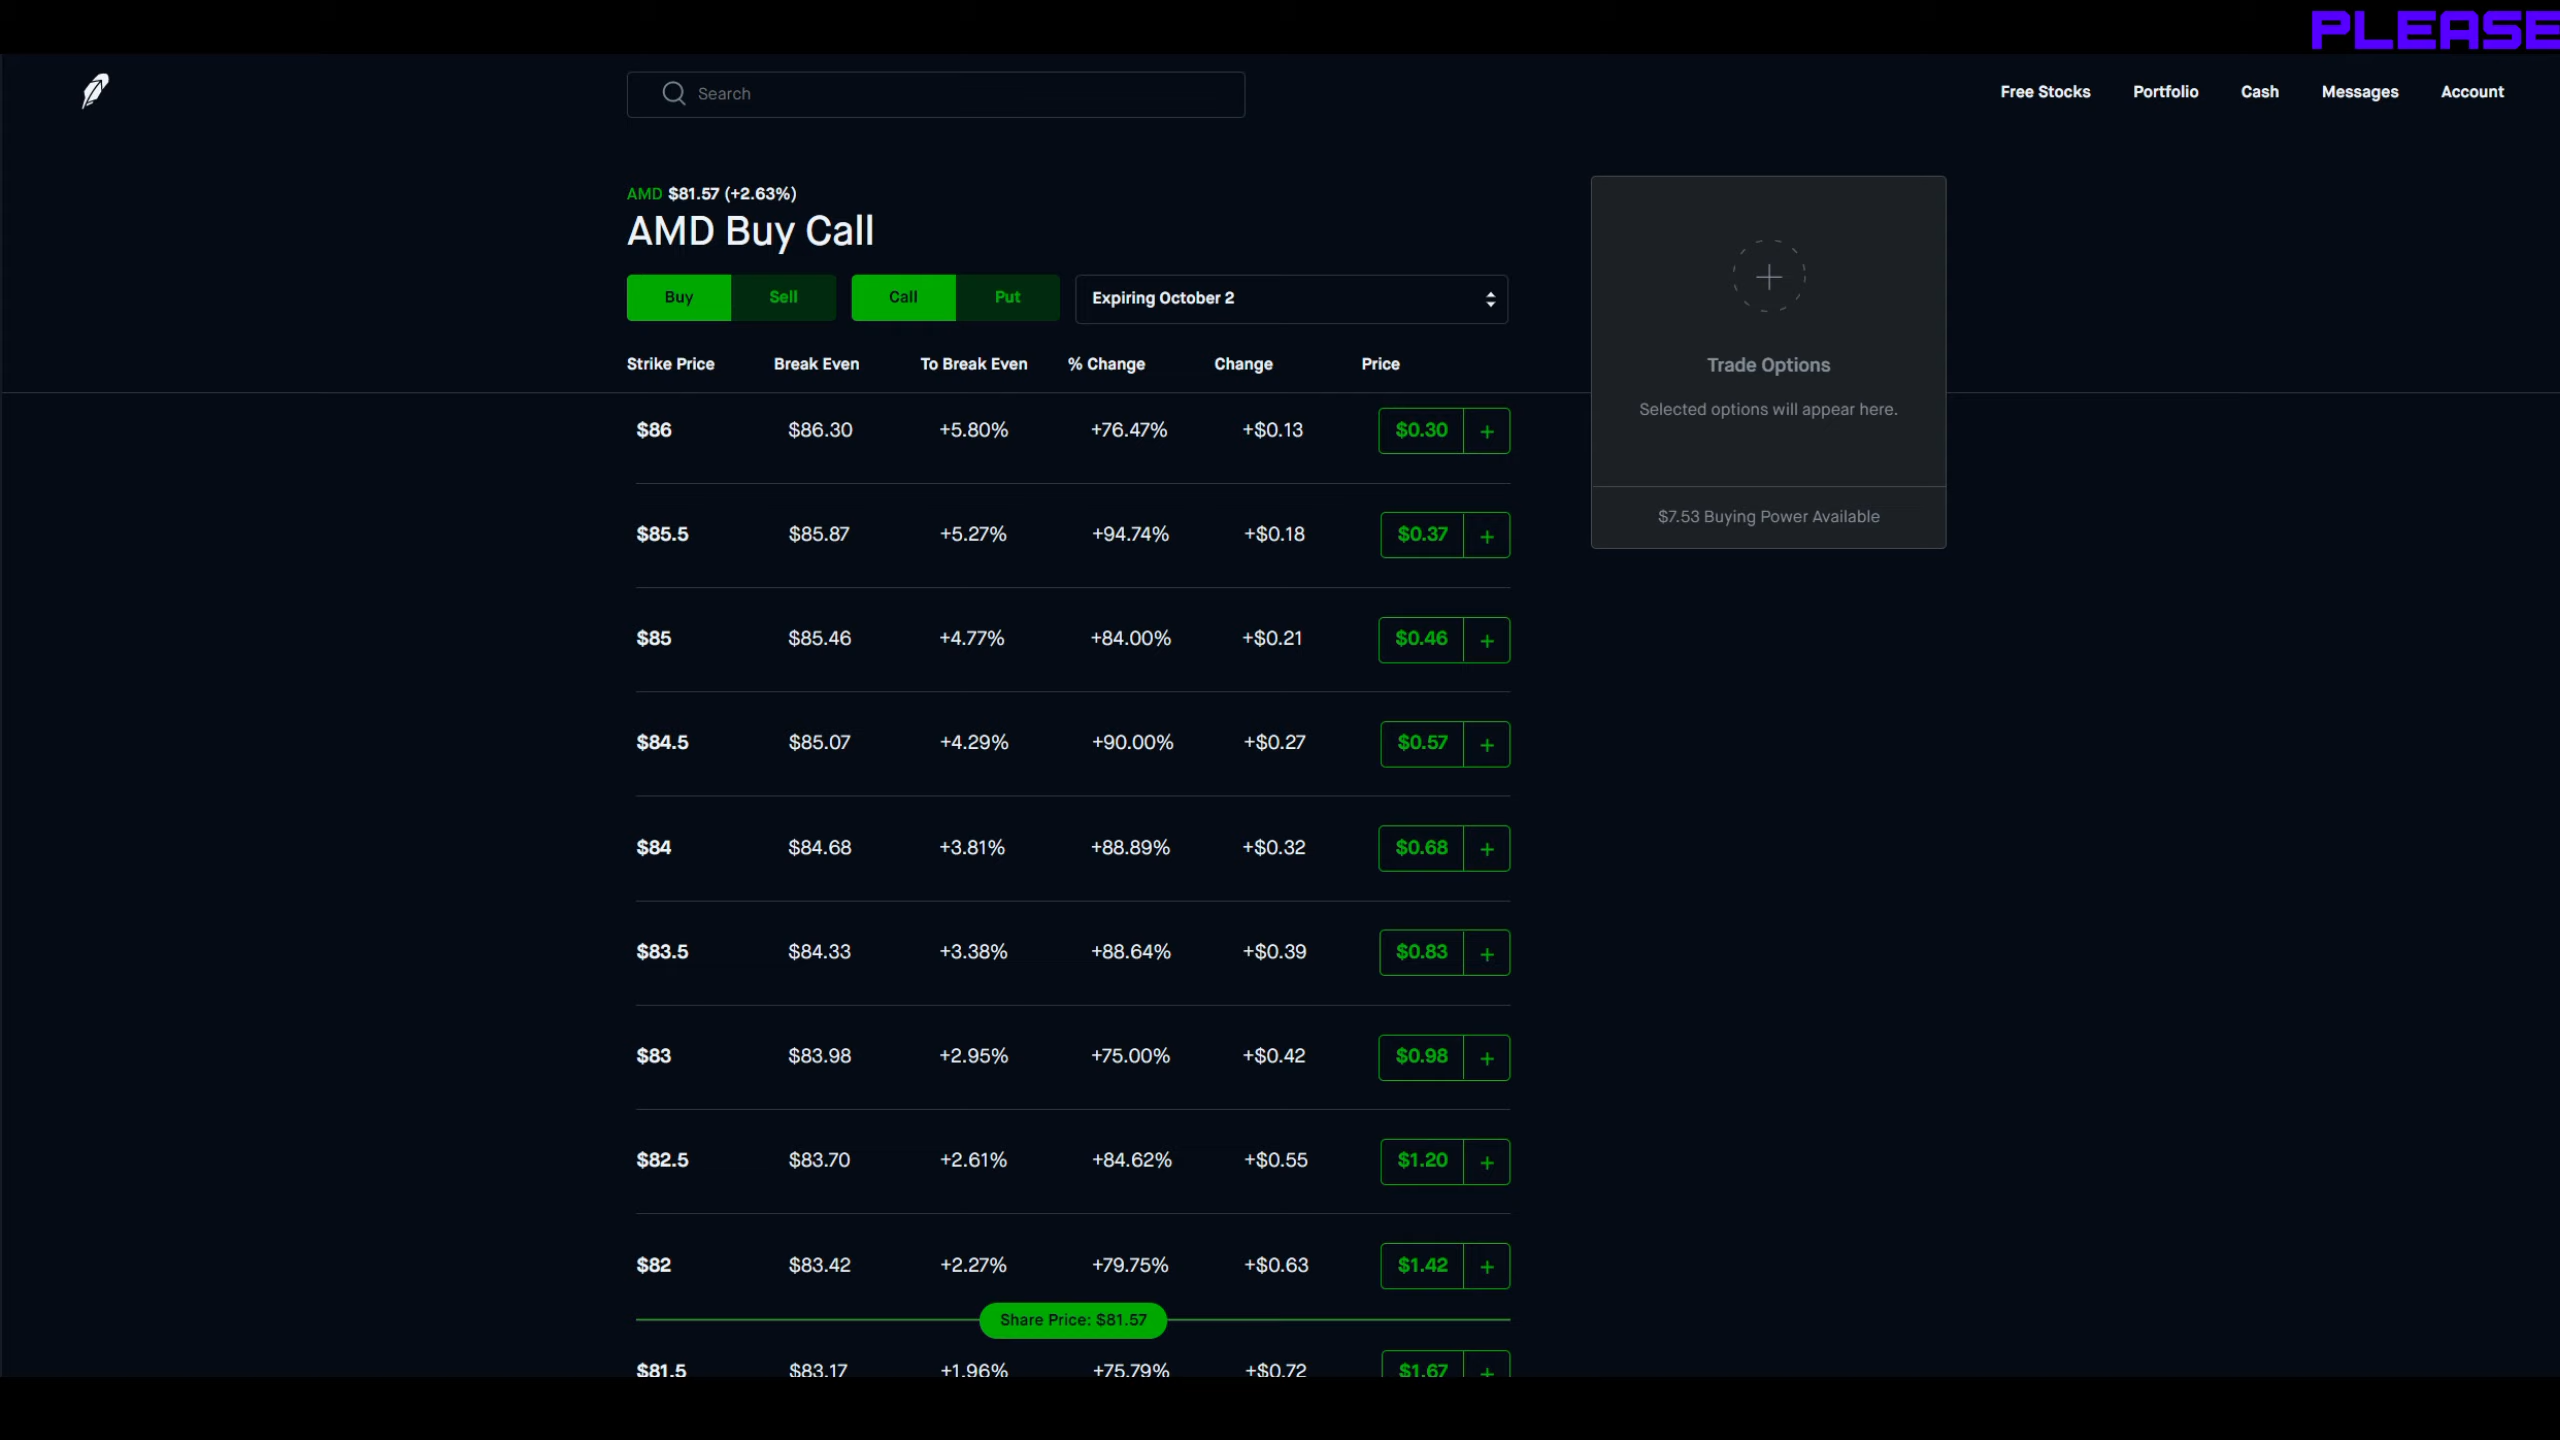 PLEASE
Search
Free Stocks Portfolio Cash Messages Account
AMD $81.57 (+2.63%)
AMD Buy Call
Buy Sell Call Put Expiring October 2
Strike Price Break Even To Break Even % Change Change Price
$86 $86.30 +5.80% +76.47% +$0.13 $0.30 +
$85.5 $85.87 +5.27% +94.74% +$0.18 $0.37 +
$85 $85.46 +4.77% +84.00% +$0.21 $0.46 +
$84.5 $85.07 +4.29% +90.00% +$0.27 $0.57 +
$84 $84.68 +3.81% +88.89% +$0.32 $0.68 +
$83.5 $84.33 +3.38% +88.64% +$0.39 $0.83 +
$83 $83.98 +2.95% +75.00% +$0.42 $0.98 +
$82.5 $83.70 +2.61% +84.62% +$0.55 $1.20 +
$82 $83.42 +2.27% +79.75% +$0.63 $1.42 +
Share Price: $81.57
$81.5 $83.17 +1.96% +75.79% +$0.72 $1.67 +
Trade Options
Selected options will appear here.
$7.53 Buying Power Available